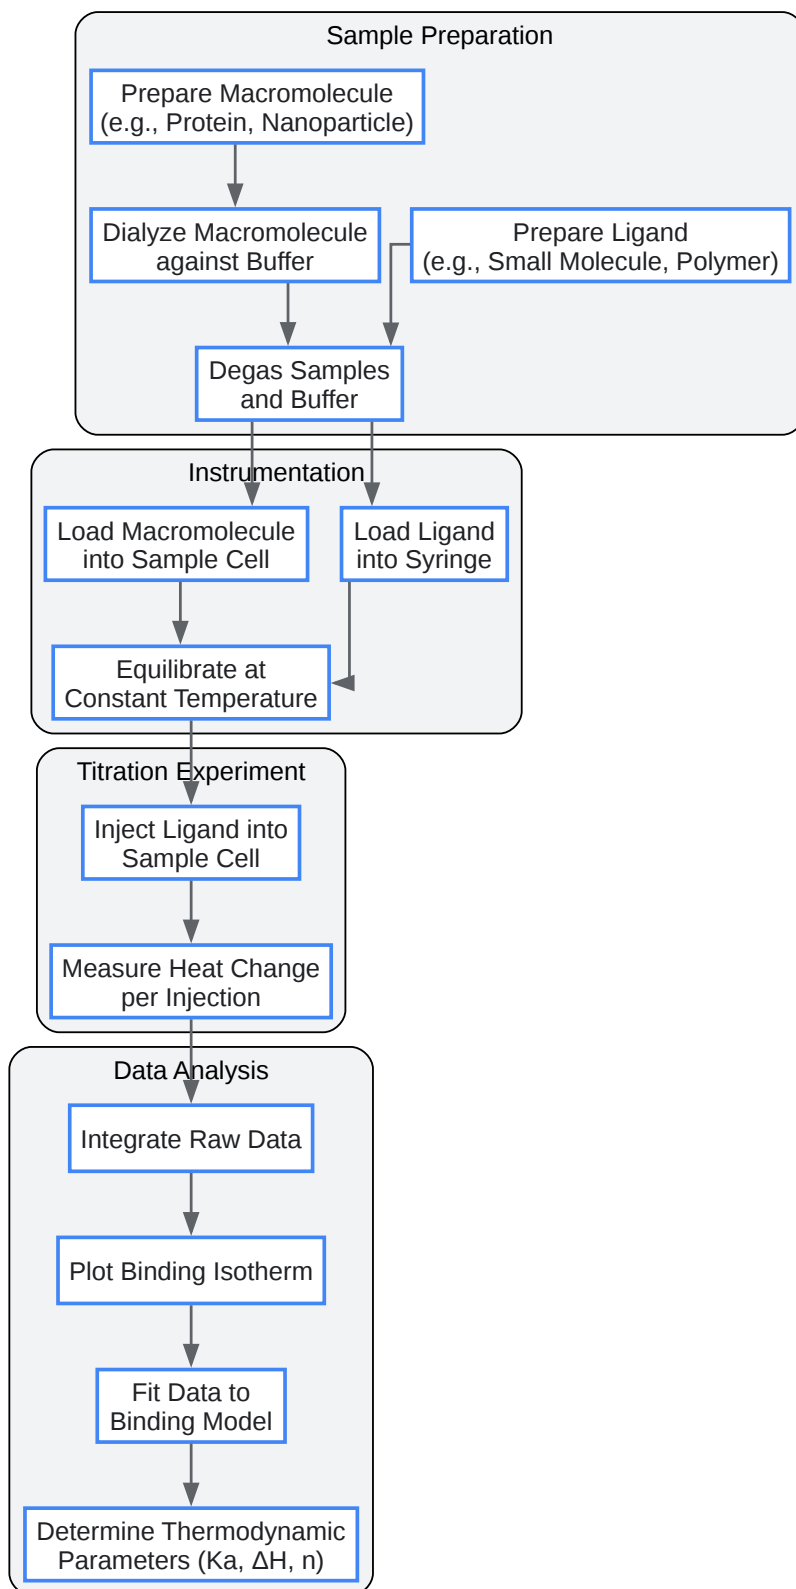 Sample Preparation
Prepare Macromolecule
(e.g., Protein, Nanoparticle)
Dialyze Macromolecule
against Buffer
Prepare Ligand
(e.g., Small Molecule, Polymer)
Degas Samples
and Buffer
Instrumentation
Load Macromolecule
into Sample Cell
Load Ligand
into Syringe
Equilibrate at
Constant Temperature
Titration Experiment
Inject Ligand into
Sample Cell
Measure Heat Change
per Injection
Data Analysis
Integrate Raw Data
Plot Binding Isotherm
Fit Data to
Binding Model
Determine Thermodynamic
Parameters (Ka, ΔH, n)